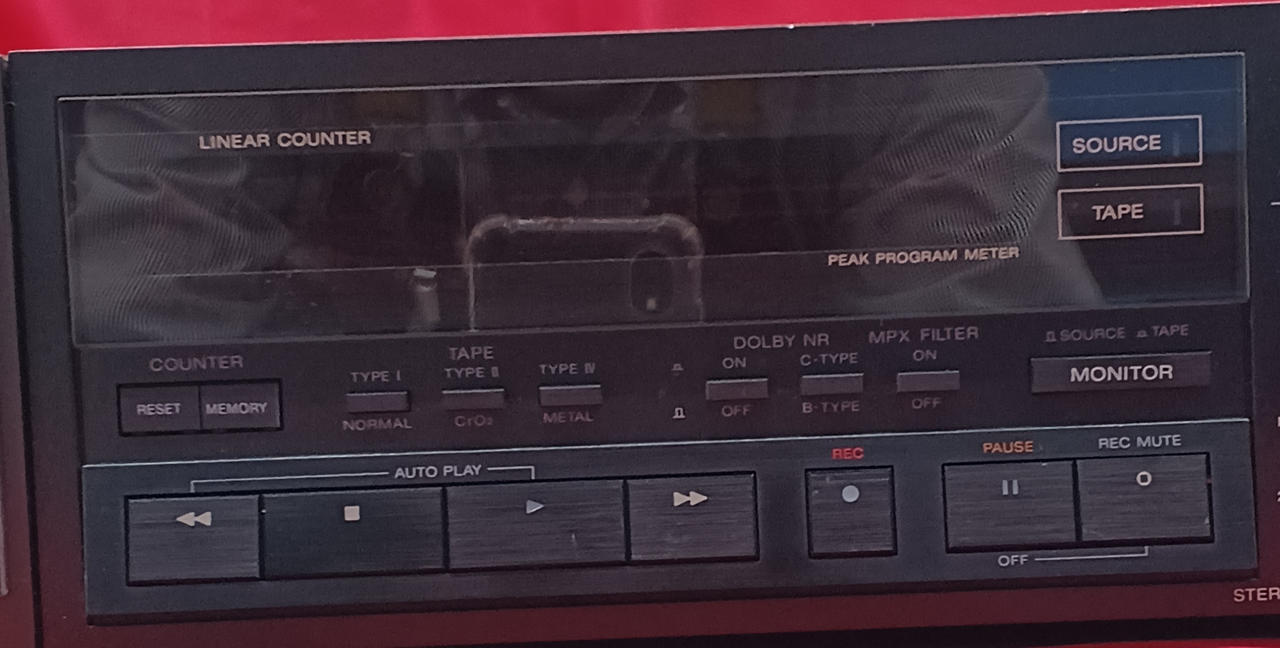 LINEAR COUNTER
SOURCE
TAPE
PEAK PROGRAM METER
COUNTER
RESET MEMORY
TAPE
TYPE I TYPE II TYPE IV
NORMAL CrO₂ METAL
DOLBY NR
ON C-TYPE
OFF B-TYPE
MPX FILTER
ON
OFF
SOURCE TAPE
MONITOR
AUTO PLAY
REC
PAUSE
REC MUTE
OFF
STER